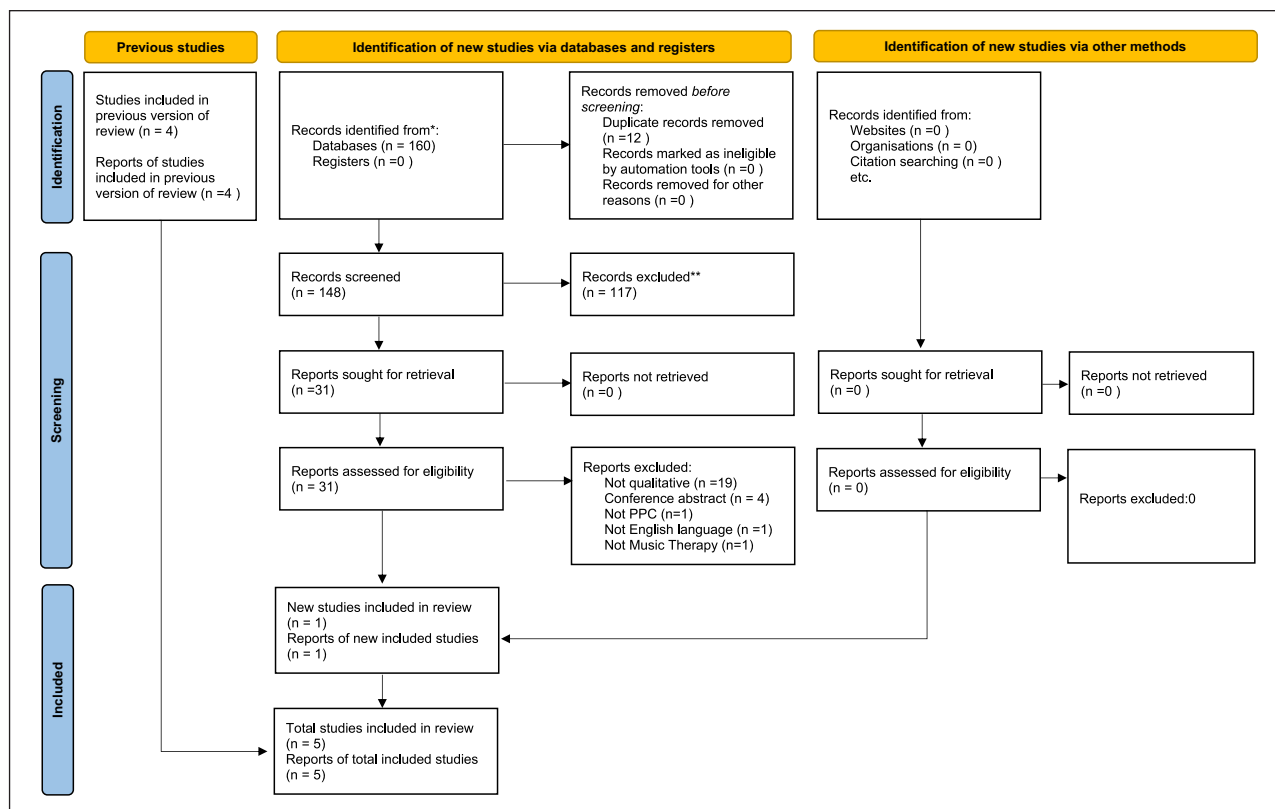 Previous studies
Identification of new studies via databases and registers
Identification of new studies via other methods
Identification
Studies included in
previous version of
review (n = 4)
Reports of studies
included in previous
version of review (n =4 )
Records identified from*:
Databases (n = 160)
Registers (n =0 )
Records removed before
screening:
Duplicate records removed
(n =12 )
Records marked as ineligible
by automation tools (n =0 )
Records removed for other
reasons (n =0 )
Records identified from:
Websites (n =0 )
Organisations (n = 0)
Citation searching (n =0 )
etc.
Screening
Records screened
(n = 148)
Records excluded**
(n = 117)
Reports sought for retrieval
(n =31)
Reports not retrieved
(n =0 )
Reports sought for retrieval
(n =0 )
Reports not retrieved
(n =0 )
Reports assessed for eligibility
(n = 31)
Reports excluded:
Not qualitative (n =19)
Conference abstract (n = 4)
Not PPC (n=1)
Not English language (n =1)
Not Music Therapy (n=1)
Reports assessed for eligibility
(n = 0)
Reports excluded:0
Included
New studies included in review
(n = 1)
Reports of new included studies
(n = 1)
Total studies included in review
(n = 5)
Reports of total included studies
(n = 5)